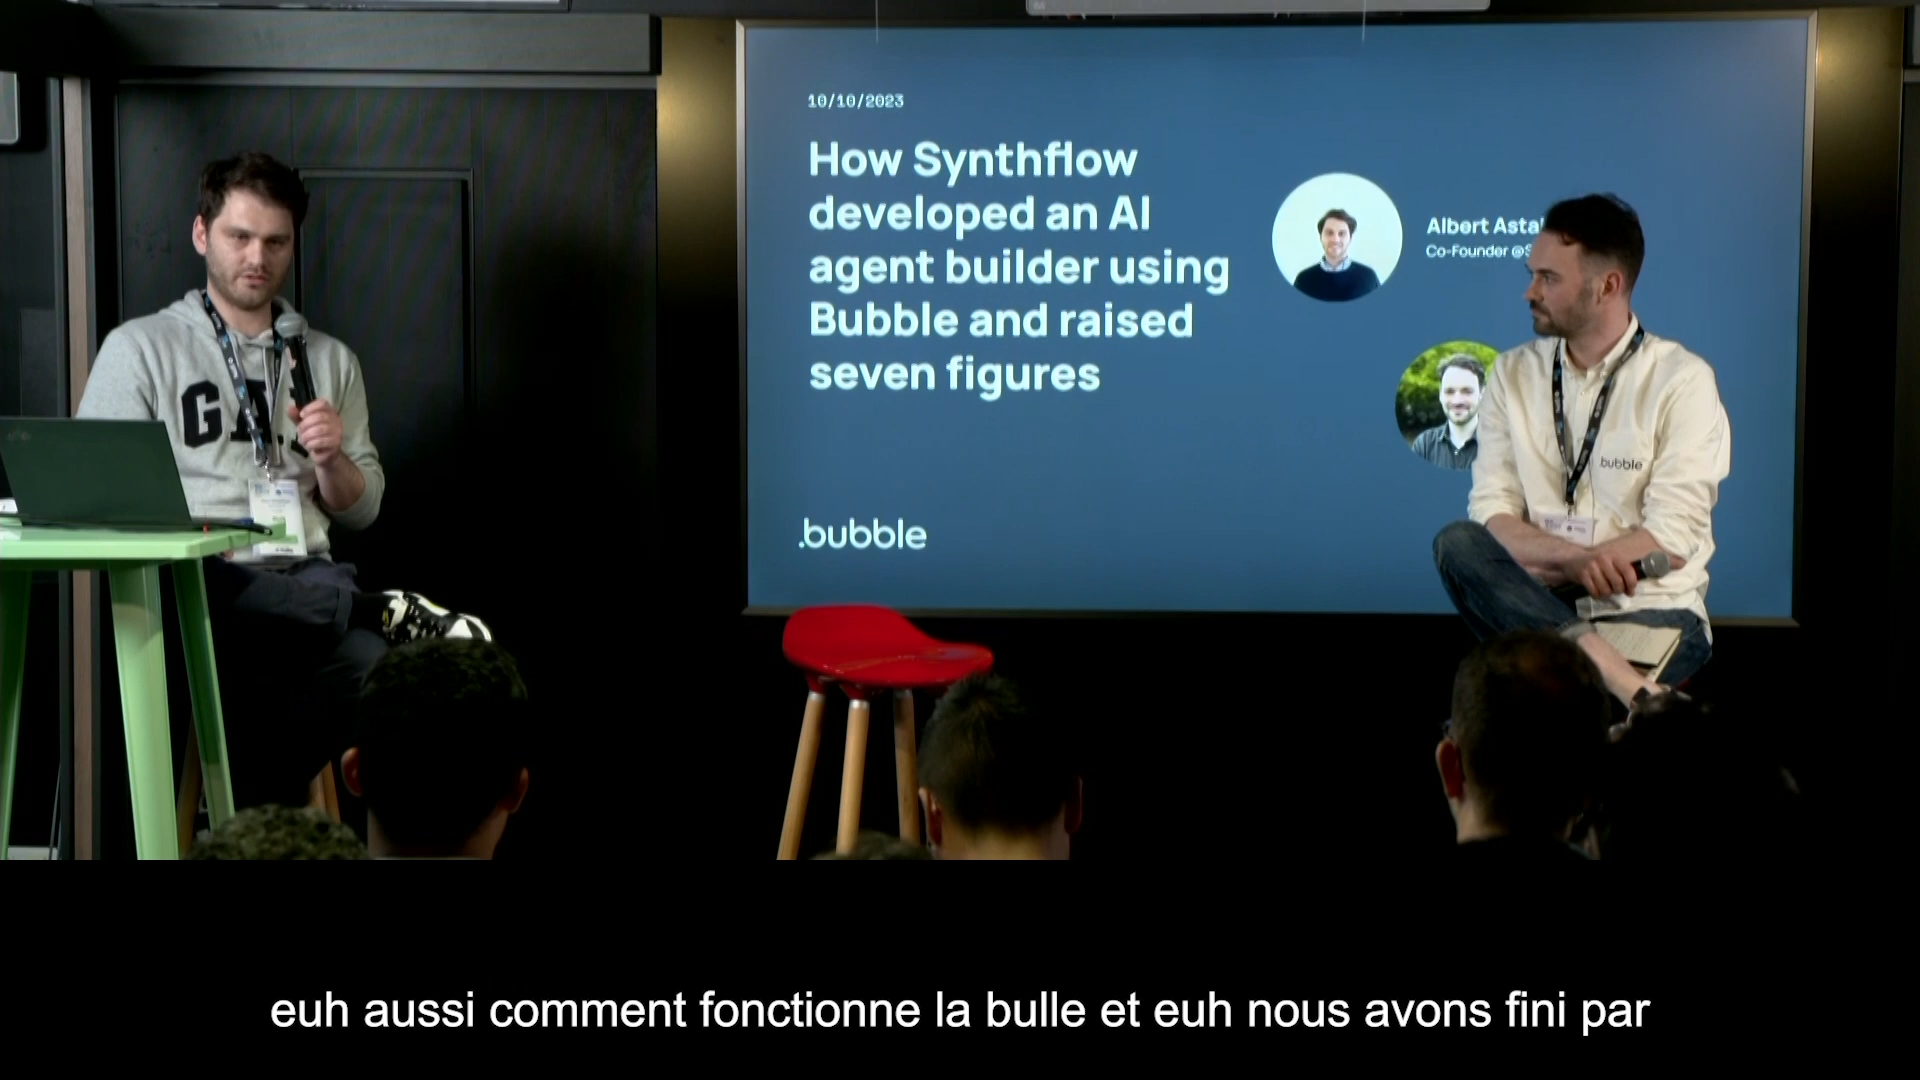 10/10/2023
How Synthflow
developed an AI
agent builder using
Bubble and raised
seven figures
Albert
Co-Founder
.bubble
.bubble
euh aussi comment fonctionne la bulle et euh nous avons fini par